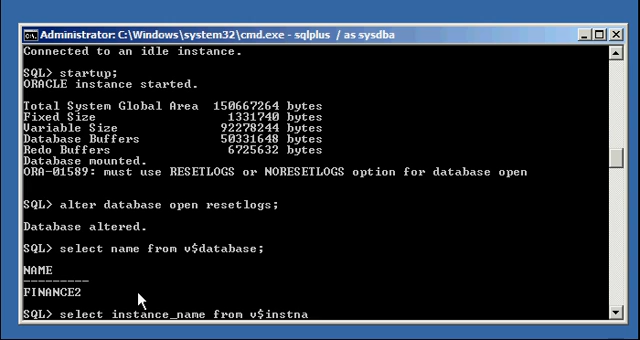 Administrator: C:\Windows\system32\cmd.exe - sqlplus / as sysdba
Connected to an idle instance.
SQL> startup;
ORACLE instance started.
Total System Global Area 150667264 bytes
Fixed Size 1331740 bytes
Variable Size 92278244 bytes
Database Buffers 50331648 bytes
Redo Buffers 6725632 bytes
Database mounted.
ORA-01589: must use RESETLOGS or NORESETLOGS option for database open
SQL> alter database open resetlogs;
Database altered.
SQL> select name from v$database;
NAME
---------
FINANCE2
SQL> select instance_name from v$instna